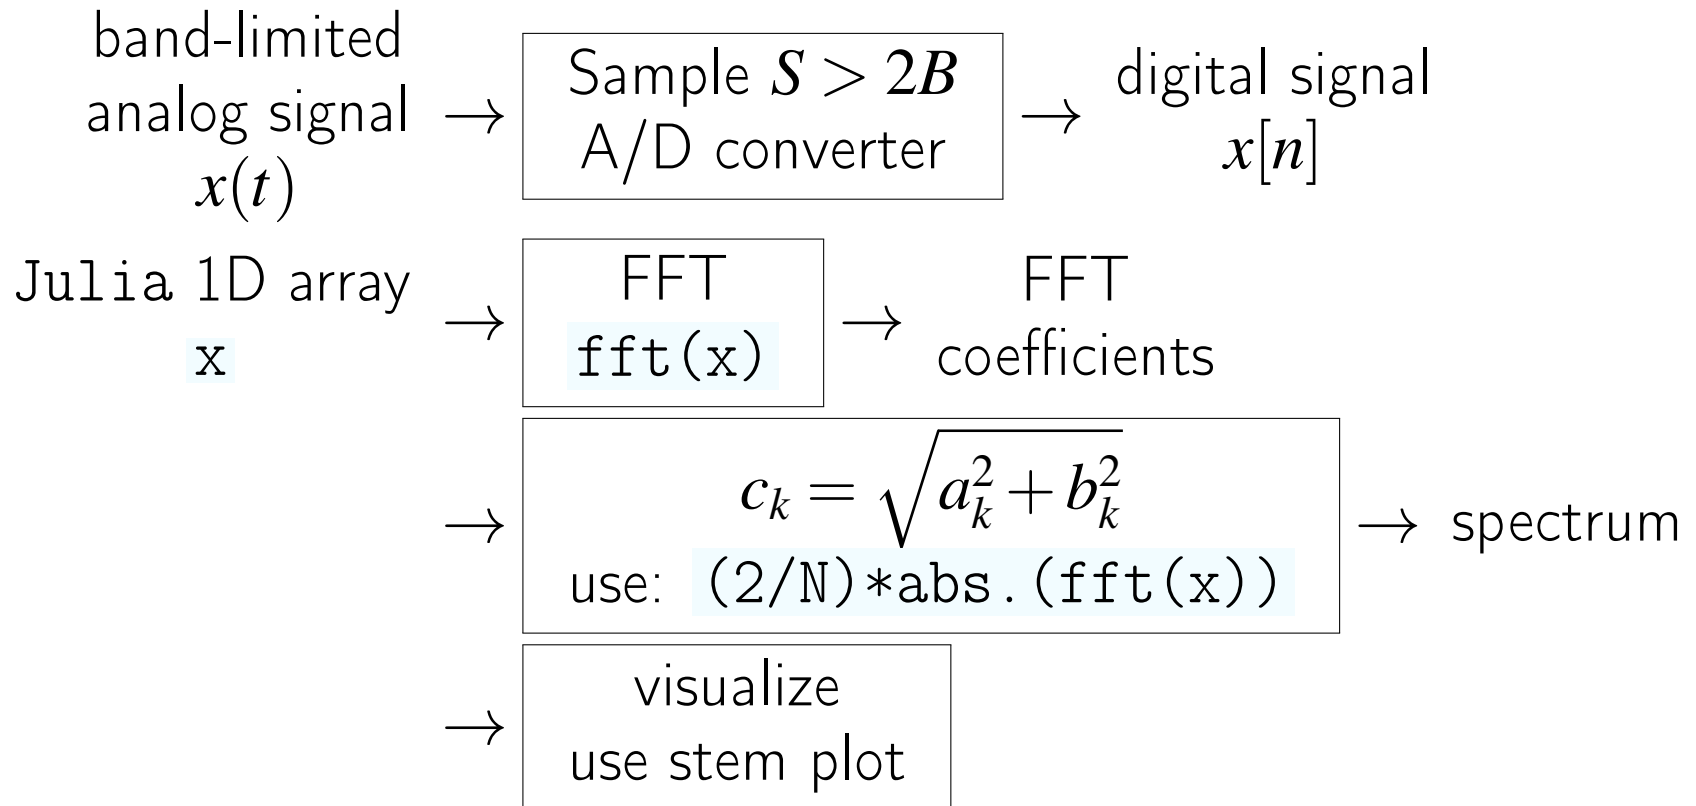 band-limited
analog signal
x(t)
→
Sample S > 2B
A/D converter
→
digital signal
x[n]
Julia 1D array
x
→
FFT
fft(x)
→
FFT
coefficients
→
c_k = √(a_k^2 + b_k^2)
use: (2/N)*abs.(fft(x))
→ spectrum
→
visualize
use stem plot